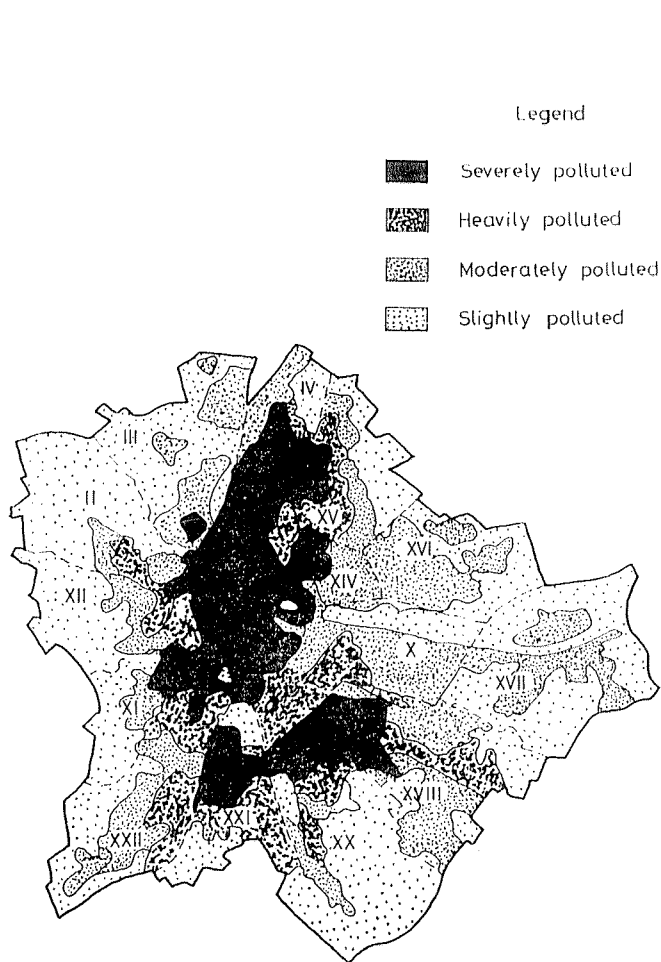 Legend
Severely polluted
Heavily polluted
Moderately polluted
Slightly polluted
IV
III
II
XV
XVI
XIV
XII
X
XVII
XI
XVIII
XXI
XXII
XX